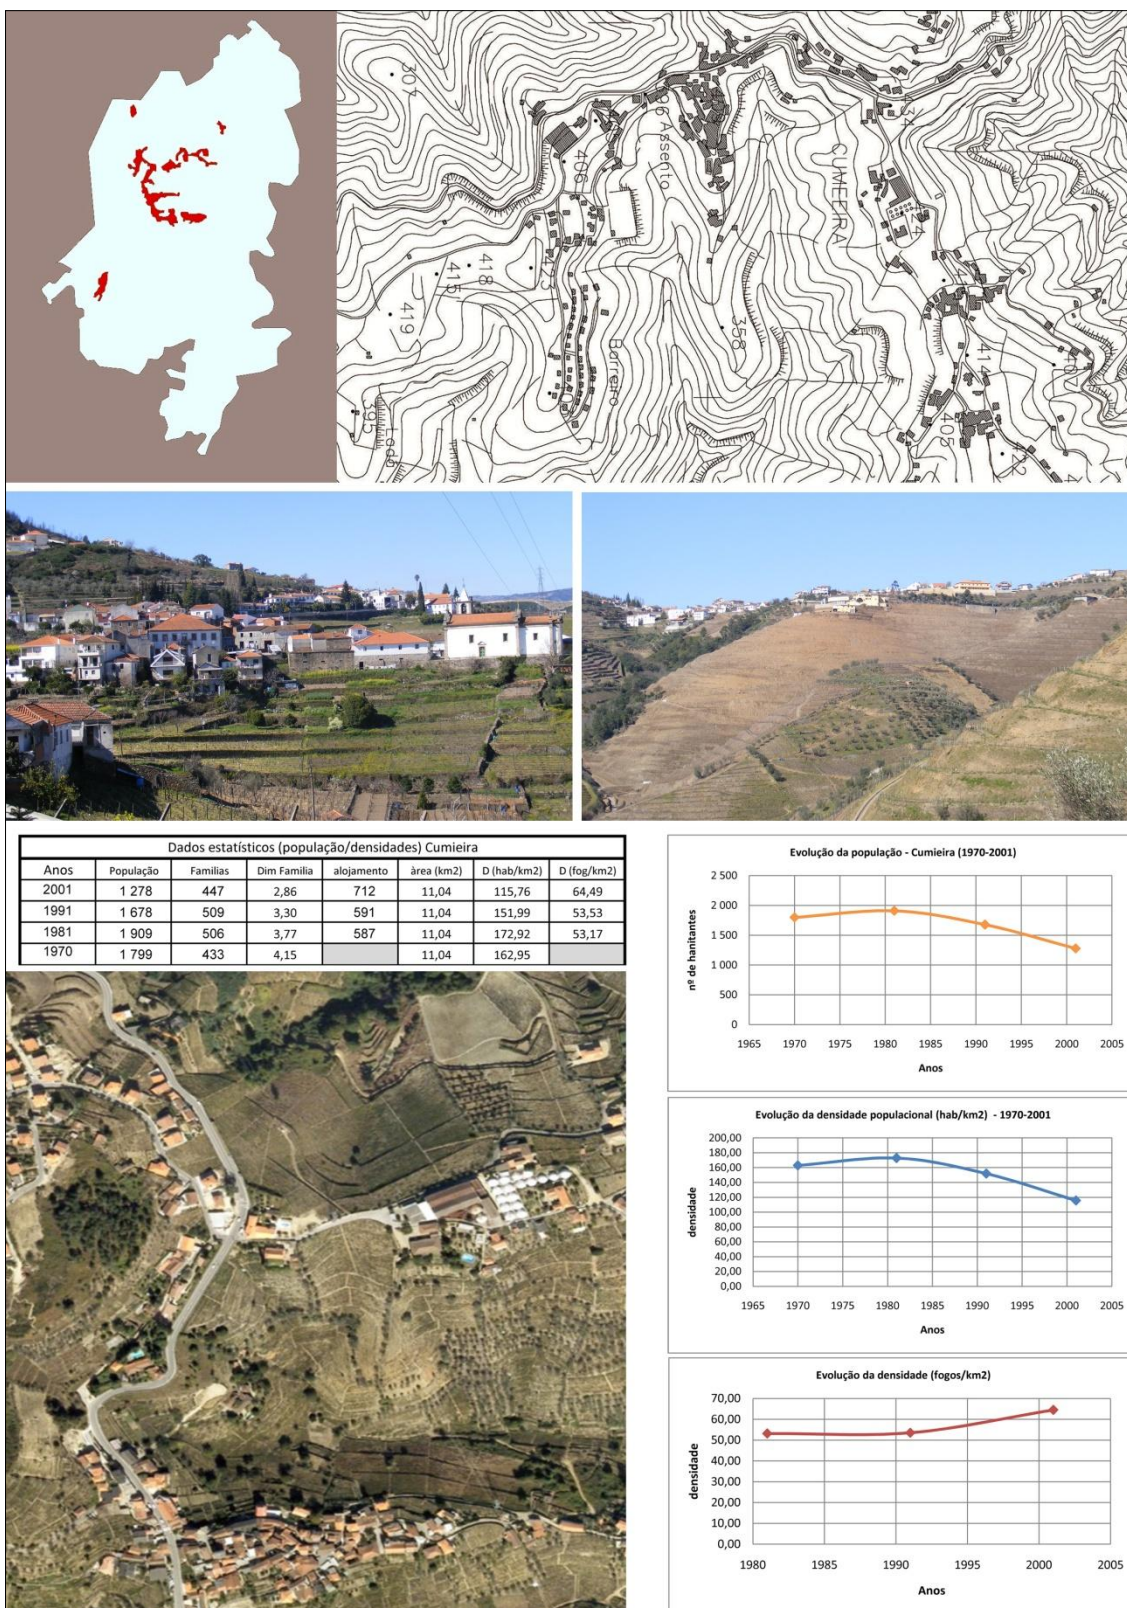 307
434
396 Assento
406
CUMEEIRA
424
423
418
415
419
358
Barreiro
414
401
405
422
395
Lado
Dados estatísticos (população/densidades) Cumieira
Anos População Familias Dim Familia alojamento àrea (km2) D (hab/km2) D (fog/km2)
2001 1 278 447 2,86 712 11,04 115,76 64,49
1991 1 678 509 3,30 591 11,04 151,99 53,53
1981 1 909 506 3,77 587 11,04 172,92 53,17
1970 1 799 433 4,15 11,04 162,95
Evolução da população - Cumieira (1970-2001)
nº de hanitantes
2 500
2 000
1 500
1 000
500
0
1965 1970 1975 1980 1985 1990 1995 2000 2005
Anos
Evolução da densidade populacional (hab/km2) - 1970-2001
densidade
200,00
180,00
160,00
140,00
120,00
100,00
80,00
60,00
40,00
20,00
0,00
1965 1970 1975 1980 1985 1990 1995 2000 2005
Anos
Evolução da densidade (fogos/km2)
densidade
70,00
60,00
50,00
40,00
30,00
20,00
10,00
0,00
1980 1985 1990 1995 2000 2005
Anos